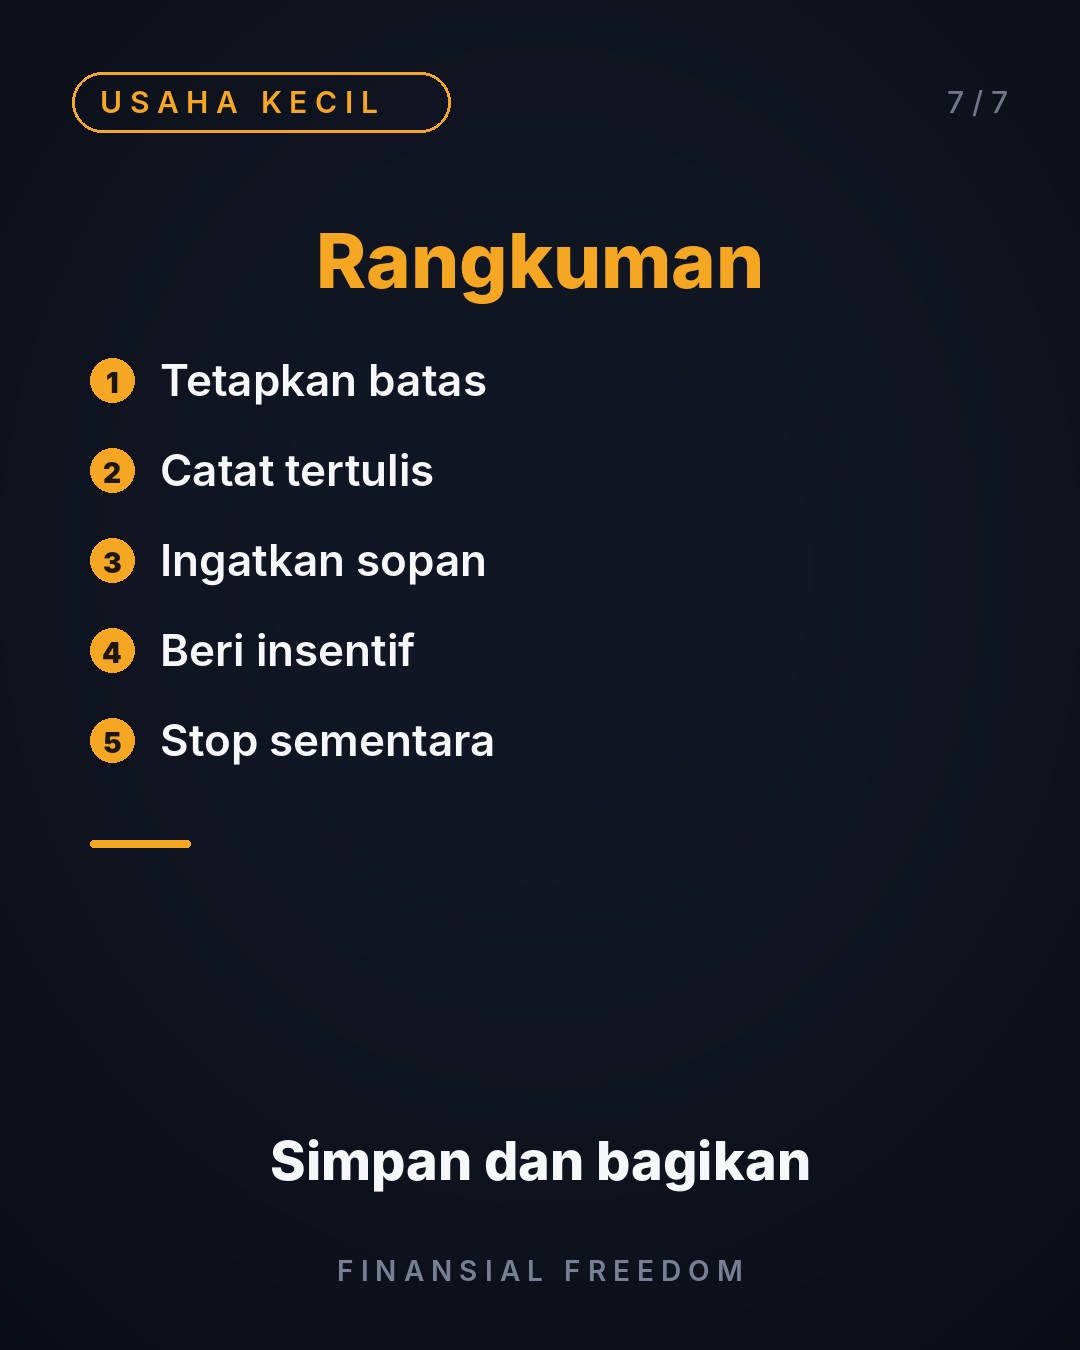 USAHA KECIL
7/7
Rangkuman
1 Tetapkan batas
2 Catat tertulis
3 Ingatkan sopan
4 Beri insentif
5 Stop sementara
Simpan dan bagikan
FINANSIAL FREEDOM